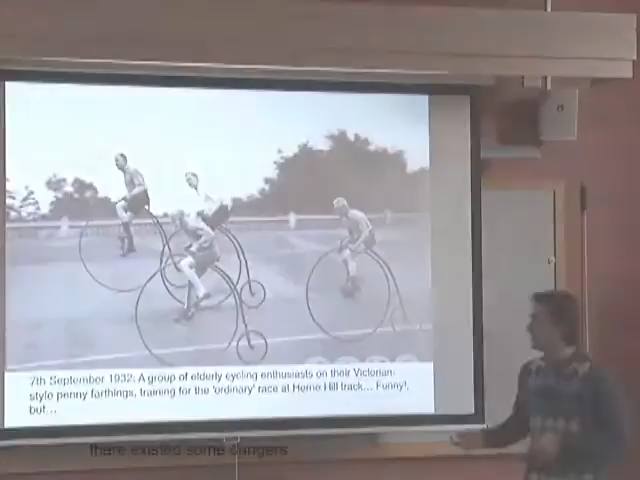 7th September 1932: A group of elderly cycling enthusiasts on their Victorian-
style penny farthings, training for the 'ordinary' race at Herne Hill track... Funny!,
but...
there existed some dangers